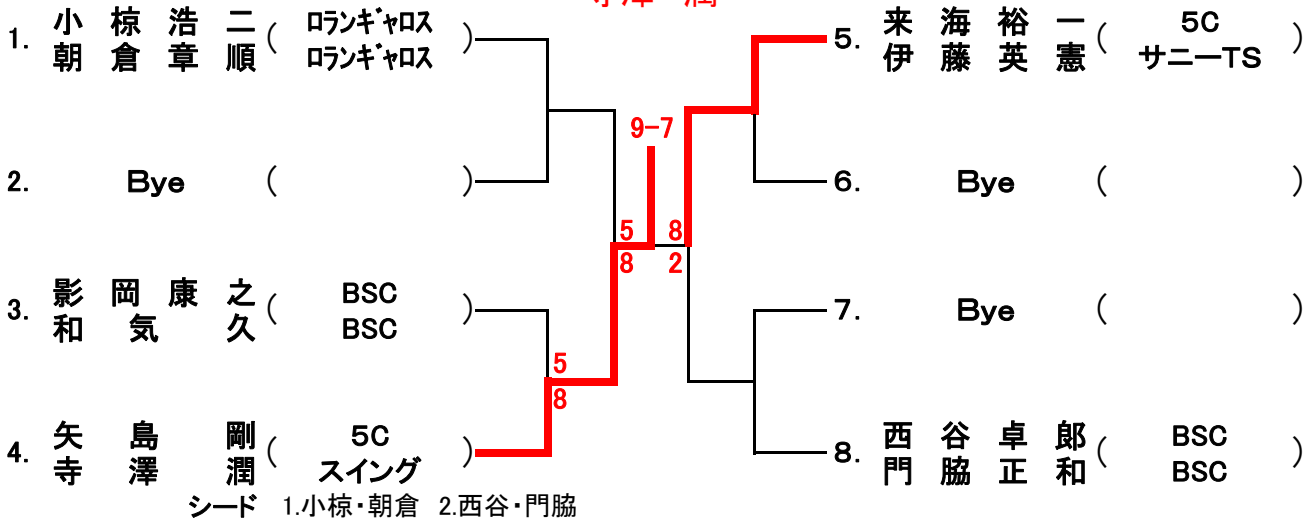 1. 小椋浩二 ( ロランギャロス )
朝倉章順 ロランギャロス
2. Bye ( )
3. 影岡康之 ( BSC )
和気久 BSC
4. 矢島剛 ( 5C )
寺澤潤 スイング
5. 来海裕一 ( 5C )
伊藤英憲 サニーTS
6. Bye ( )
7. Bye ( )
8. 西谷卓郎 ( BSC )
門脇正和 BSC
9-7
5
8
8
2
5
8
シード 1.小椋・朝倉 2.西谷・門脇